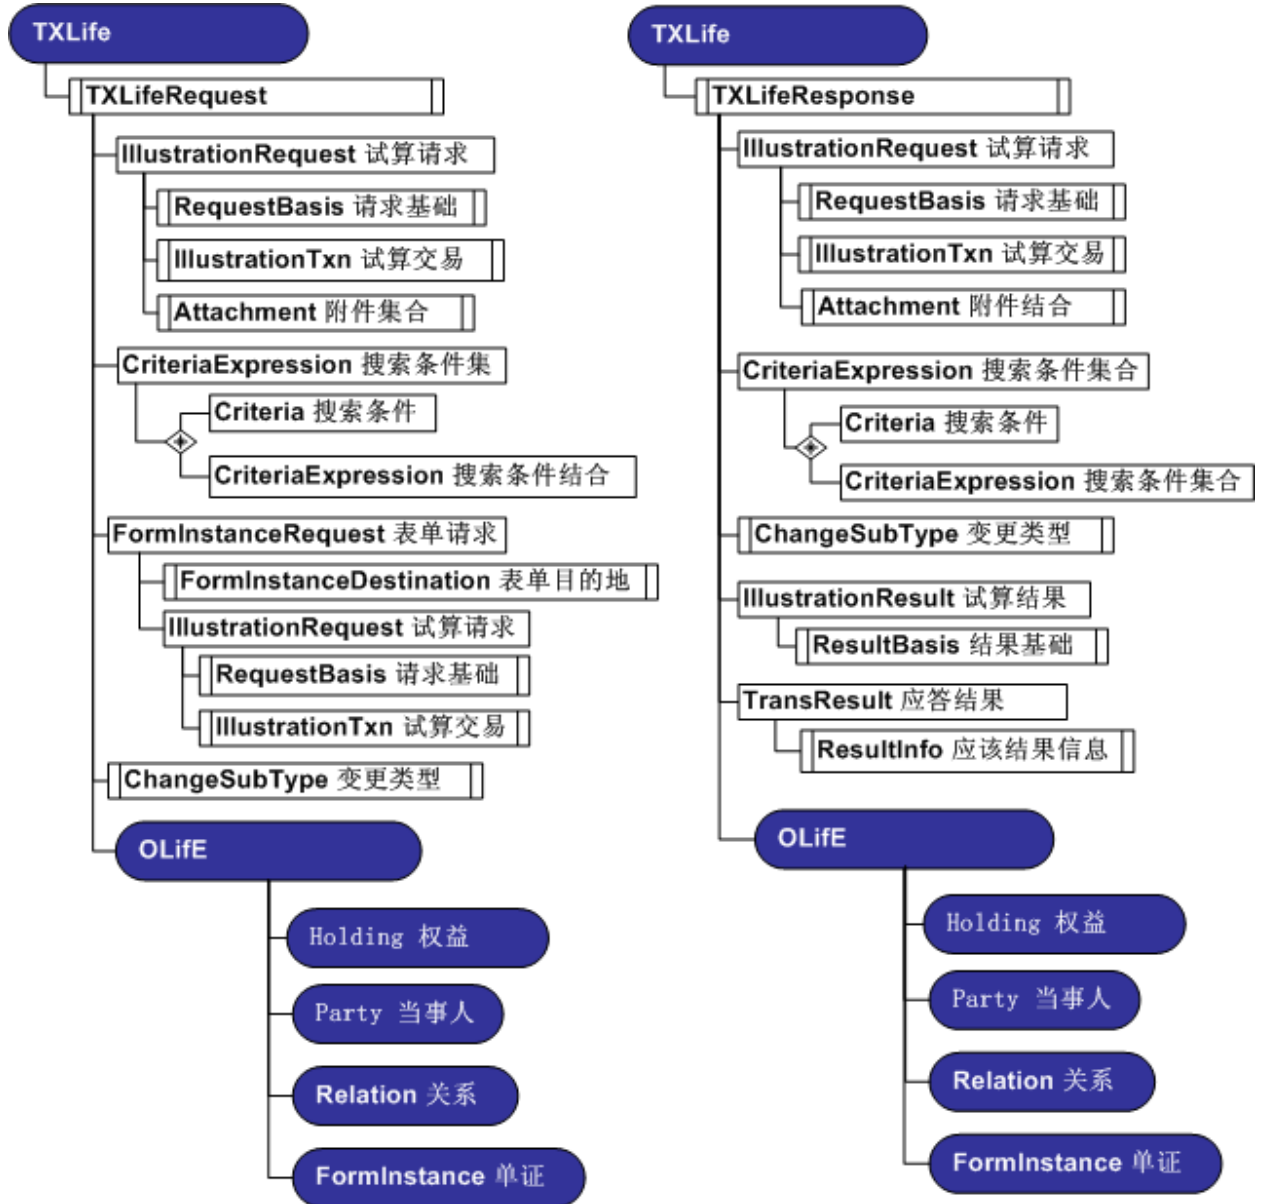 TXLife
TXLifeRequest
IllustrationRequest 试算请求
RequestBasis 请求基础
IllustrationTxn 试算交易
Attachment 附件集合
CriteriaExpression 搜索条件集
Criteria 搜索条件
CriteriaExpression 搜索条件结合
FormInstanceRequest 表单请求
FormInstanceDestination 表单目的地
IllustrationRequest 试算请求
RequestBasis 请求基础
IllustrationTxn 试算交易
ChangeSubType 变更类型
OLifE
Holding 权益
Party 当事人
Relation 关系
FormInstance 单证
TXLife
TXLifeResponse
IllustrationRequest 试算请求
RequestBasis 请求基础
IllustrationTxn 试算交易
Attachment 附件结合
CriteriaExpression 搜索条件集合
Criteria 搜索条件
CriteriaExpression 搜索条件集合
ChangeSubType 变更类型
IllustrationResult 试算结果
ResultBasis 结果基础
TransResult 应答结果
ResultInfo 应该结果信息
OLifE
Holding 权益
Party 当事人
Relation 关系
FormInstance 单证